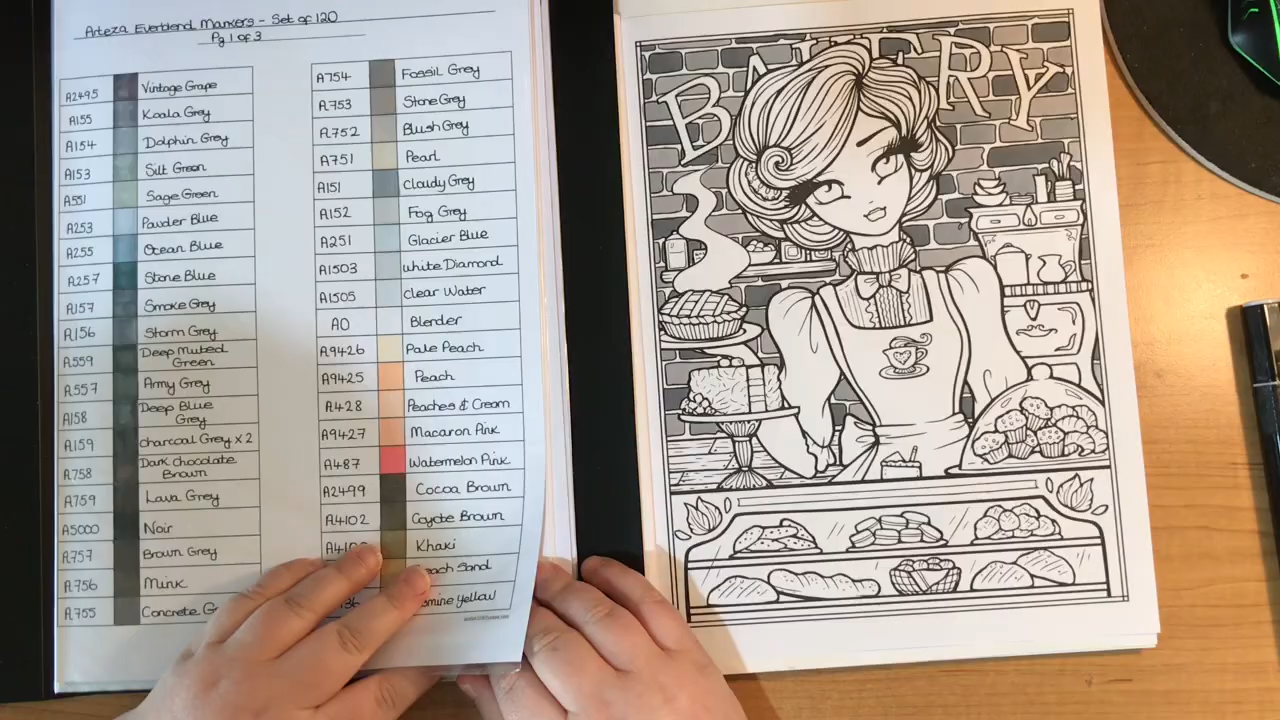 Arteza Everblend Markers - Set of 120
Pg 1 of 3
A2495 Vintage Grape
A155 Koala Grey
A154 Dolphin Grey
A153 Silt Green
A551 Sage Green
A253 Powder Blue
A255 Ocean Blue
A257 Stone Blue
A157 Smoke Grey
A156 Storm Grey
A559 Deep Muted Green
A557 Army Grey
A158 Deep Blue Grey
A159 charcoal Grey x 2
A758 Dark chocolate Brown
A759 Lava Grey
A5000 Noir
A757 Brown Grey
A756 Mink
A755 Concrete
A754 Fossil Grey
A753 Stone Grey
A752 Blush Grey
A751 Pearl
A151 cloudy Grey
A152 Fog Grey
A251 Glacier Blue
A1503 white Diamond
A1505 clear Water
A0 Blender
A9426 Pale Peach
A9425 Peach
A428 Peaches & Cream
A9427 Macaron Pink
A487 Watermelon Pink
A2499 Cocoa Brown
A4102 Coyote Brown
Khaki
Sand
Yellow
BAKERY